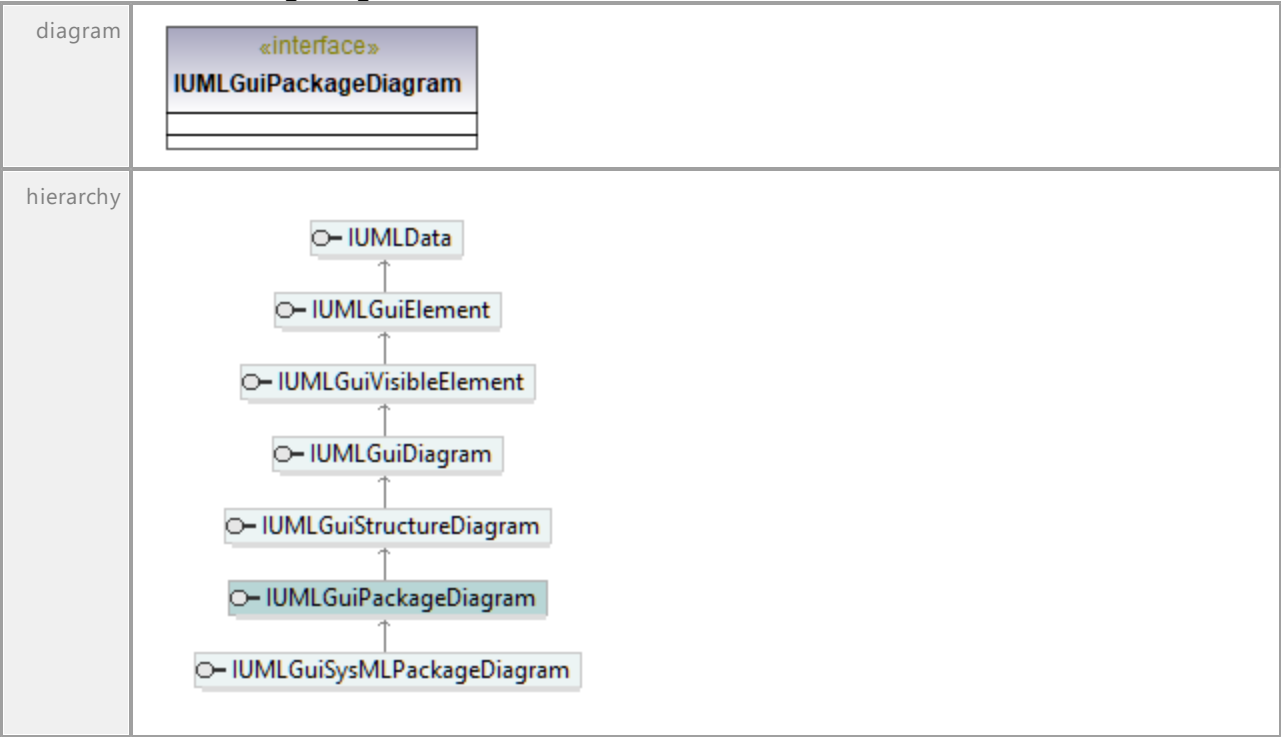 diagram
«interface»
IUMLGuiPackageDiagram
hierarchy
IUMLData
IUMLGuiElement
IUMLGuiVisibleElement
IUMLGuiDiagram
IUMLGuiStructureDiagram
IUMLGuiPackageDiagram
IUMLGuiSysMLPackageDiagram